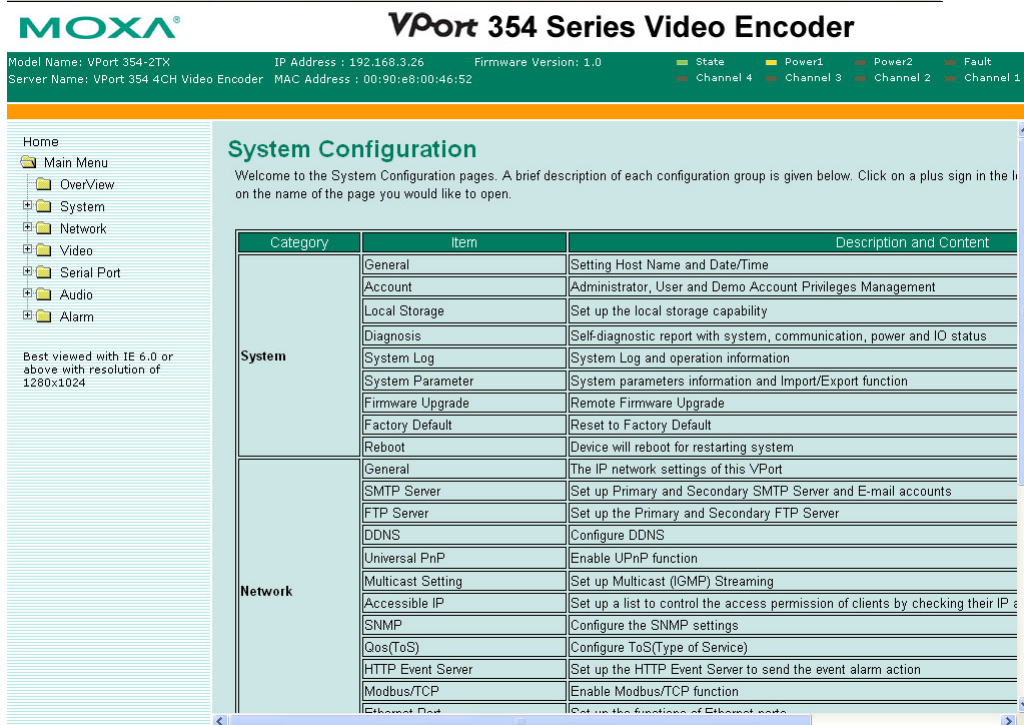 MOXA®
VPort 354 Series Video Encoder
Model Name: VPort 354-2TX IP Address : 192.168.3.26 Firmware Version: 1.0 State Power1 Power2 Fault
Server Name: VPort 354 4CH Video Encoder MAC Address : 00:90:e8:00:46:52 Channel 4 Channel 3 Channel 2 Channel 1
Home
Main Menu
OverView
System
Network
Video
Serial Port
Audio
Alarm
Best viewed with IE 6.0 or
above with resolution of
1280x1024
System Configuration
Welcome to the System Configuration pages. A brief description of each configuration group is given below. Click on a plus sign in the
on the name of the page you would like to open.
Category Item Description and Content
System
General Setting Host Name and Date/Time
Account Administrator, User and Demo Account Privileges Management
Local Storage Set up the local storage capability
Diagnosis Self-diagnostic report with system, communication, power and IO status
System Log System Log and operation information
System Parameter System parameters information and Import/Export function
Firmware Upgrade Remote Firmware Upgrade
Factory Default Reset to Factory Default
Reboot Device will reboot for restarting system
Network
General The IP network settings of this VPort
SMTP Server Set up Primary and Secondary SMTP Server and E-mail accounts
FTP Server Set up the Primary and Secondary FTP Server
DDNS Configure DDNS
Universal PnP Enable UPnP function
Multicast Setting Set up Multicast (IGMP) Streaming
Accessible IP Set up a list to control the access permission of clients by checking their IP
SNMP Configure the SNMP settings
Qos(ToS) Configure ToS(Type of Service)
HTTP Event Server Set up the HTTP Event Server to send the event alarm action
Modbus/TCP Enable Modbus/TCP function
Ethernet Port Set up the functions of Ethernet ports